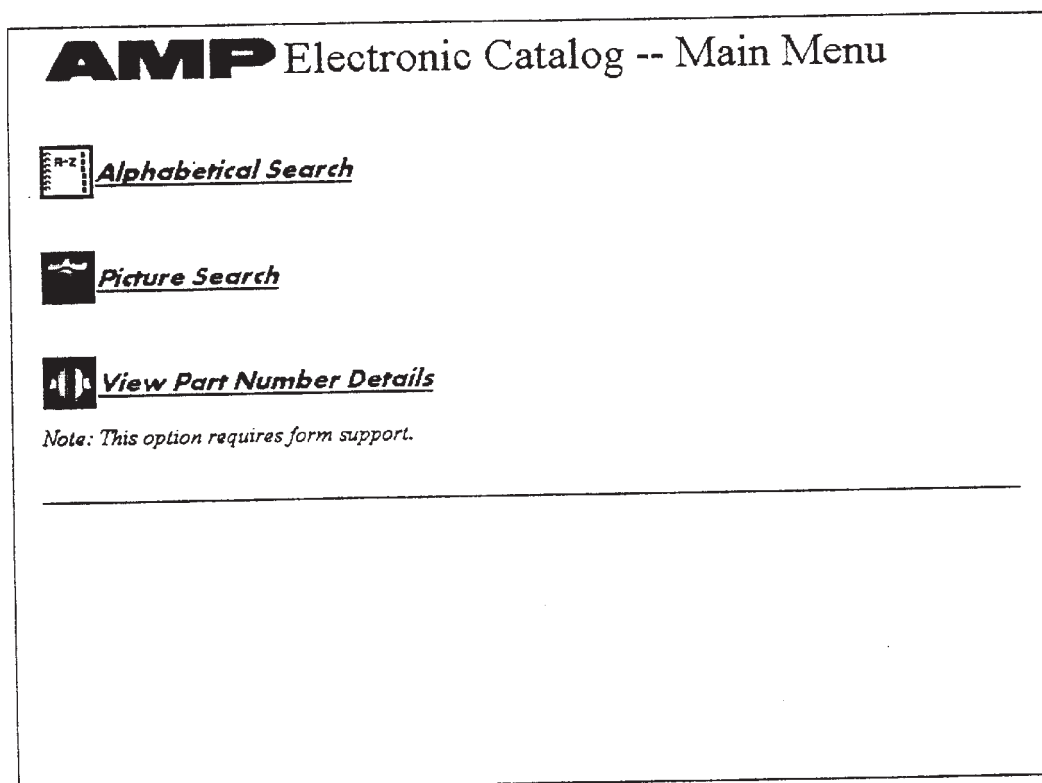 AMP Electronic Catalog -- Main Menu
A-Z
Alphabetical Search
Picture Search
View Part Number Details
Note: This option requires form support.